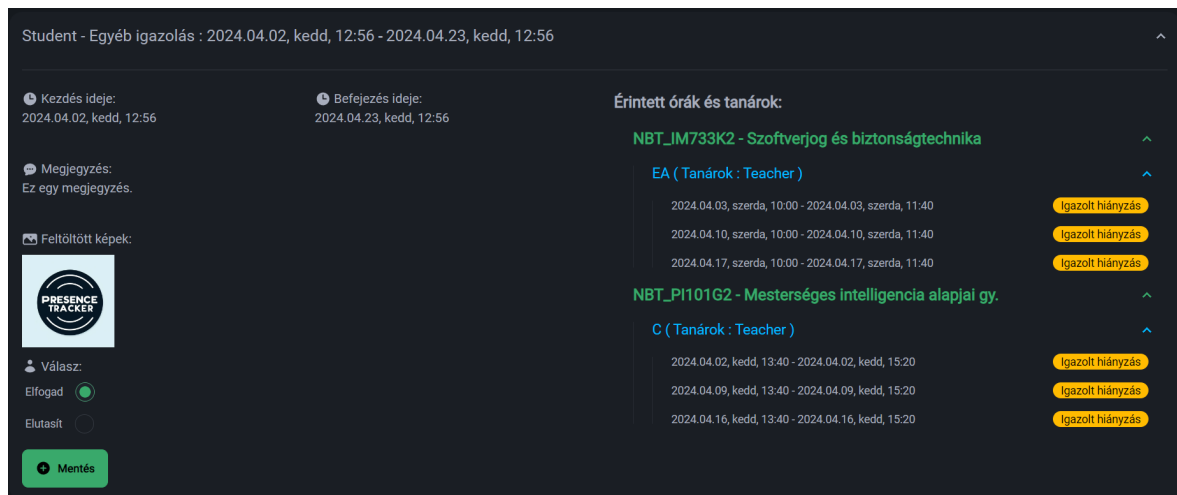 Student - Egyéb igazolás : 2024.04.02, kedd, 12:56 - 2024.04.23, kedd, 12:56
Kezdés ideje:
2024.04.02, kedd, 12:56
Befejezés ideje:
2024.04.23, kedd, 12:56
Megjegyzés:
Ez egy megjegyzés.
Feltöltött képek:
PRESENCE
TRACKER
Válasz:
Elfogad
Elutasít
Mentés
Érintett órák és tanárok:
NBT_IM733K2 - Szoftverjog és biztonságtechnika
EA ( Tanárok : Teacher )
2024.04.03, szerda, 10:00 - 2024.04.03, szerda, 11:40 Igazolt hiányzás
2024.04.10, szerda, 10:00 - 2024.04.10, szerda, 11:40 Igazolt hiányzás
2024.04.17, szerda, 10:00 - 2024.04.17, szerda, 11:40 Igazolt hiányzás
NBT_PI101G2 - Mesterséges intelligencia alapjai gy.
C ( Tanárok : Teacher )
2024.04.02, kedd, 13:40 - 2024.04.02, kedd, 15:20 Igazolt hiányzás
2024.04.09, kedd, 13:40 - 2024.04.09, kedd, 15:20 Igazolt hiányzás
2024.04.16, kedd, 13:40 - 2024.04.16, kedd, 15:20 Igazolt hiányzás